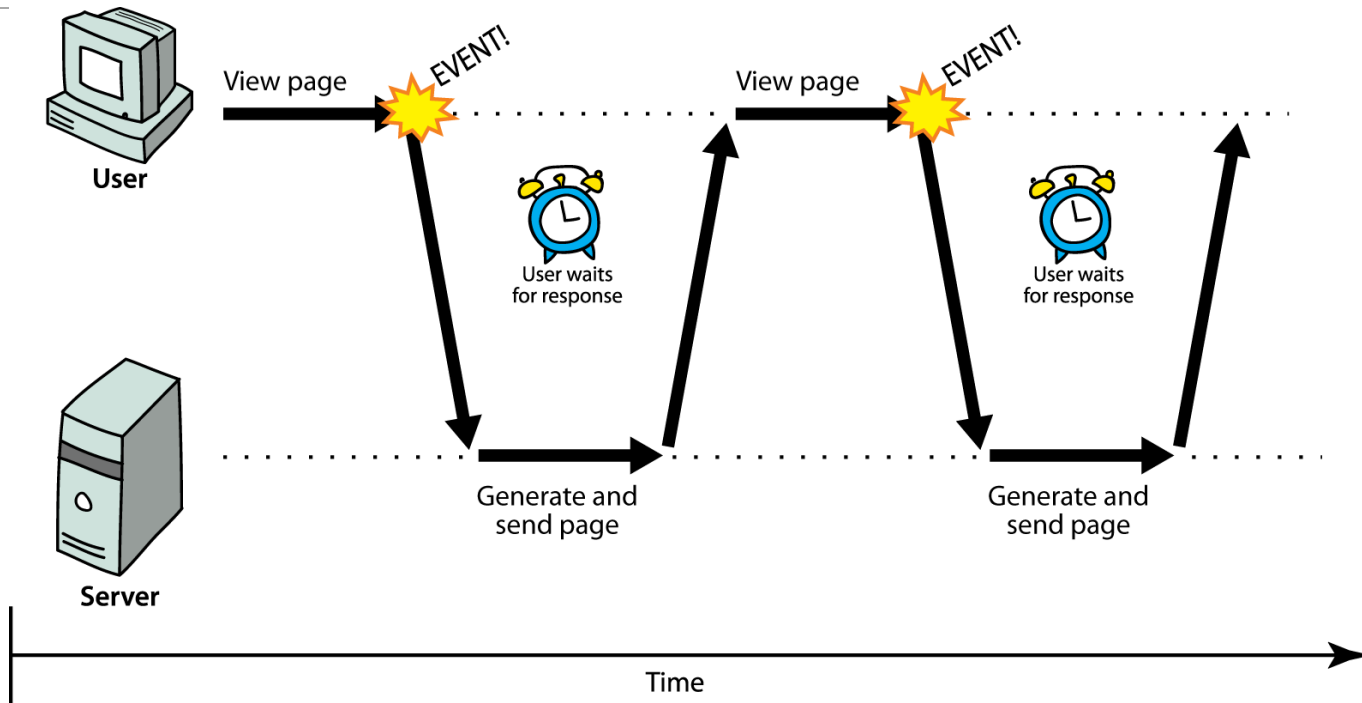 View page
EVENT!
View page
EVENT!
User
User waits
for response
User waits
for response
Generate and
send page
Generate and
send page
Server
Time